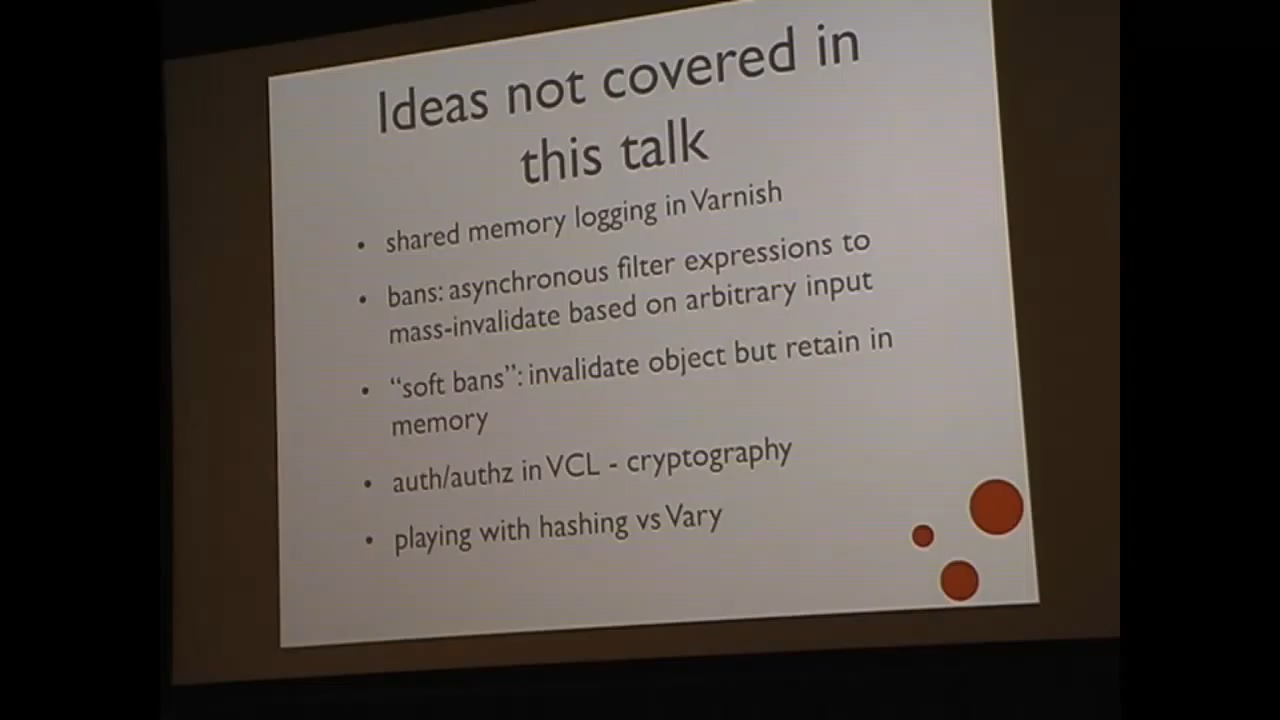 Ideas not covered in
this talk
• shared memory logging in Varnish
• bans: asynchronous filter expressions to
mass-invalidate based on arbitrary input
• “soft bans”: invalidate object but retain in
memory
• auth/authz in VCL - cryptography
• playing with hashing vs Vary